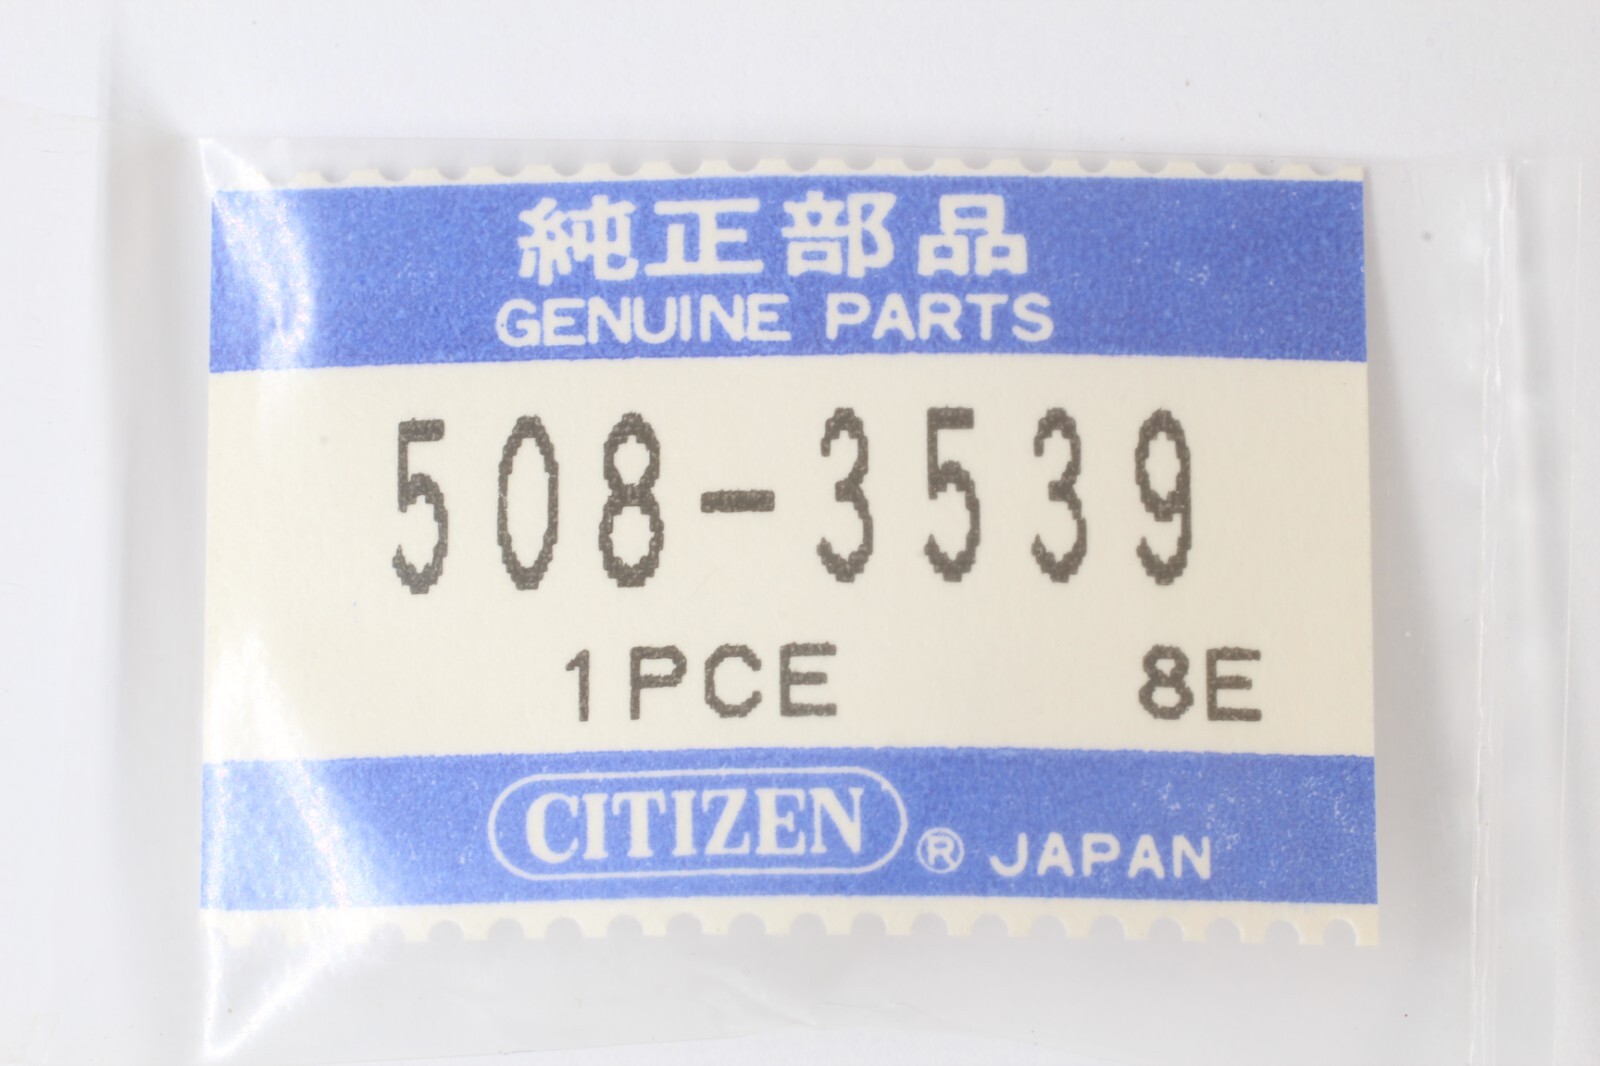 純正部品
GENUINE PARTS
508-3539
1PCE 8E
CITIZEN ® JAPAN